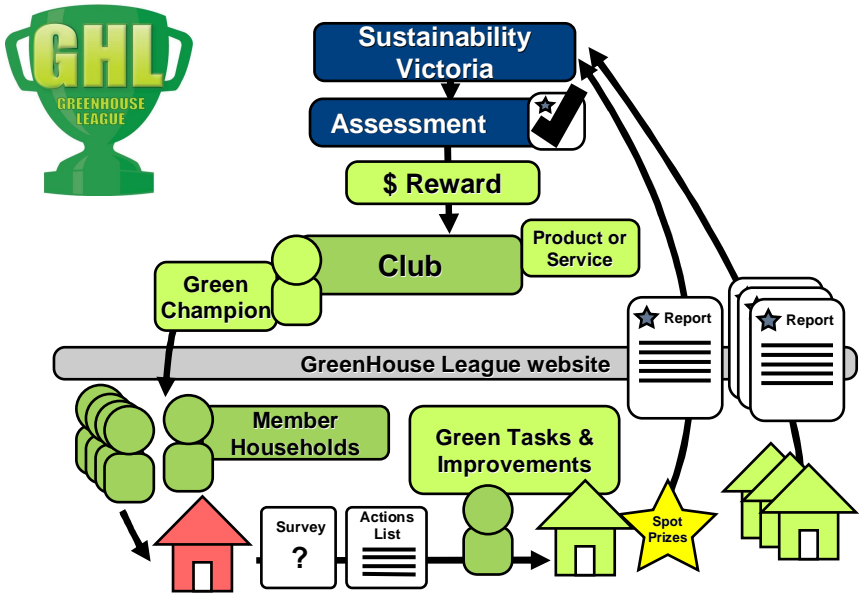 GHL
GREENHOUSE
LEAGUE
Sustainability
Victoria
Assessment
$ Reward
Club
Product or
Service
Green
Champion
Report
Report
GreenHouse League website
Member
Households
Green Tasks &
Improvements
Survey
?
Actions
List
Spot
Prizes